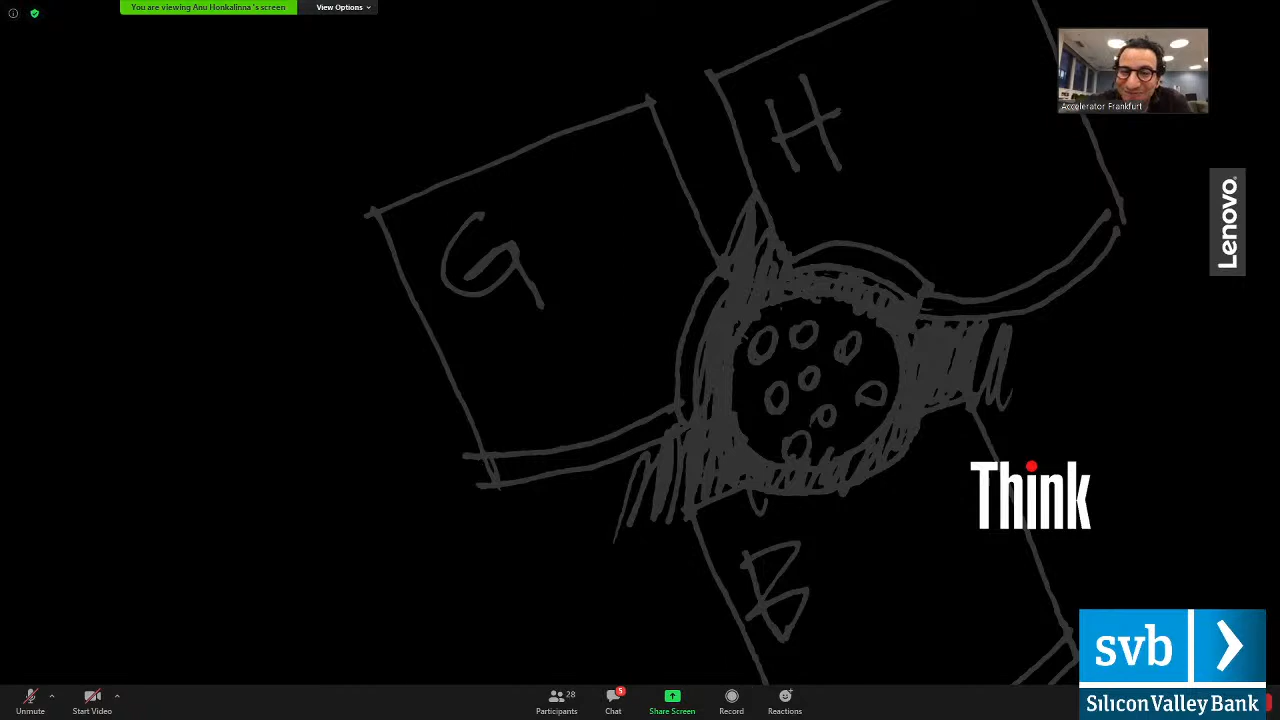 You are viewing Anu Honkalinna 's screen
View Options
H
Accelerator Frankfurt
Lenovo
G
Think
B
svb
Silicon Valley Bank
Unmute
Start Video
28
Participants
5
Chat
Share Screen
Record
Reactions